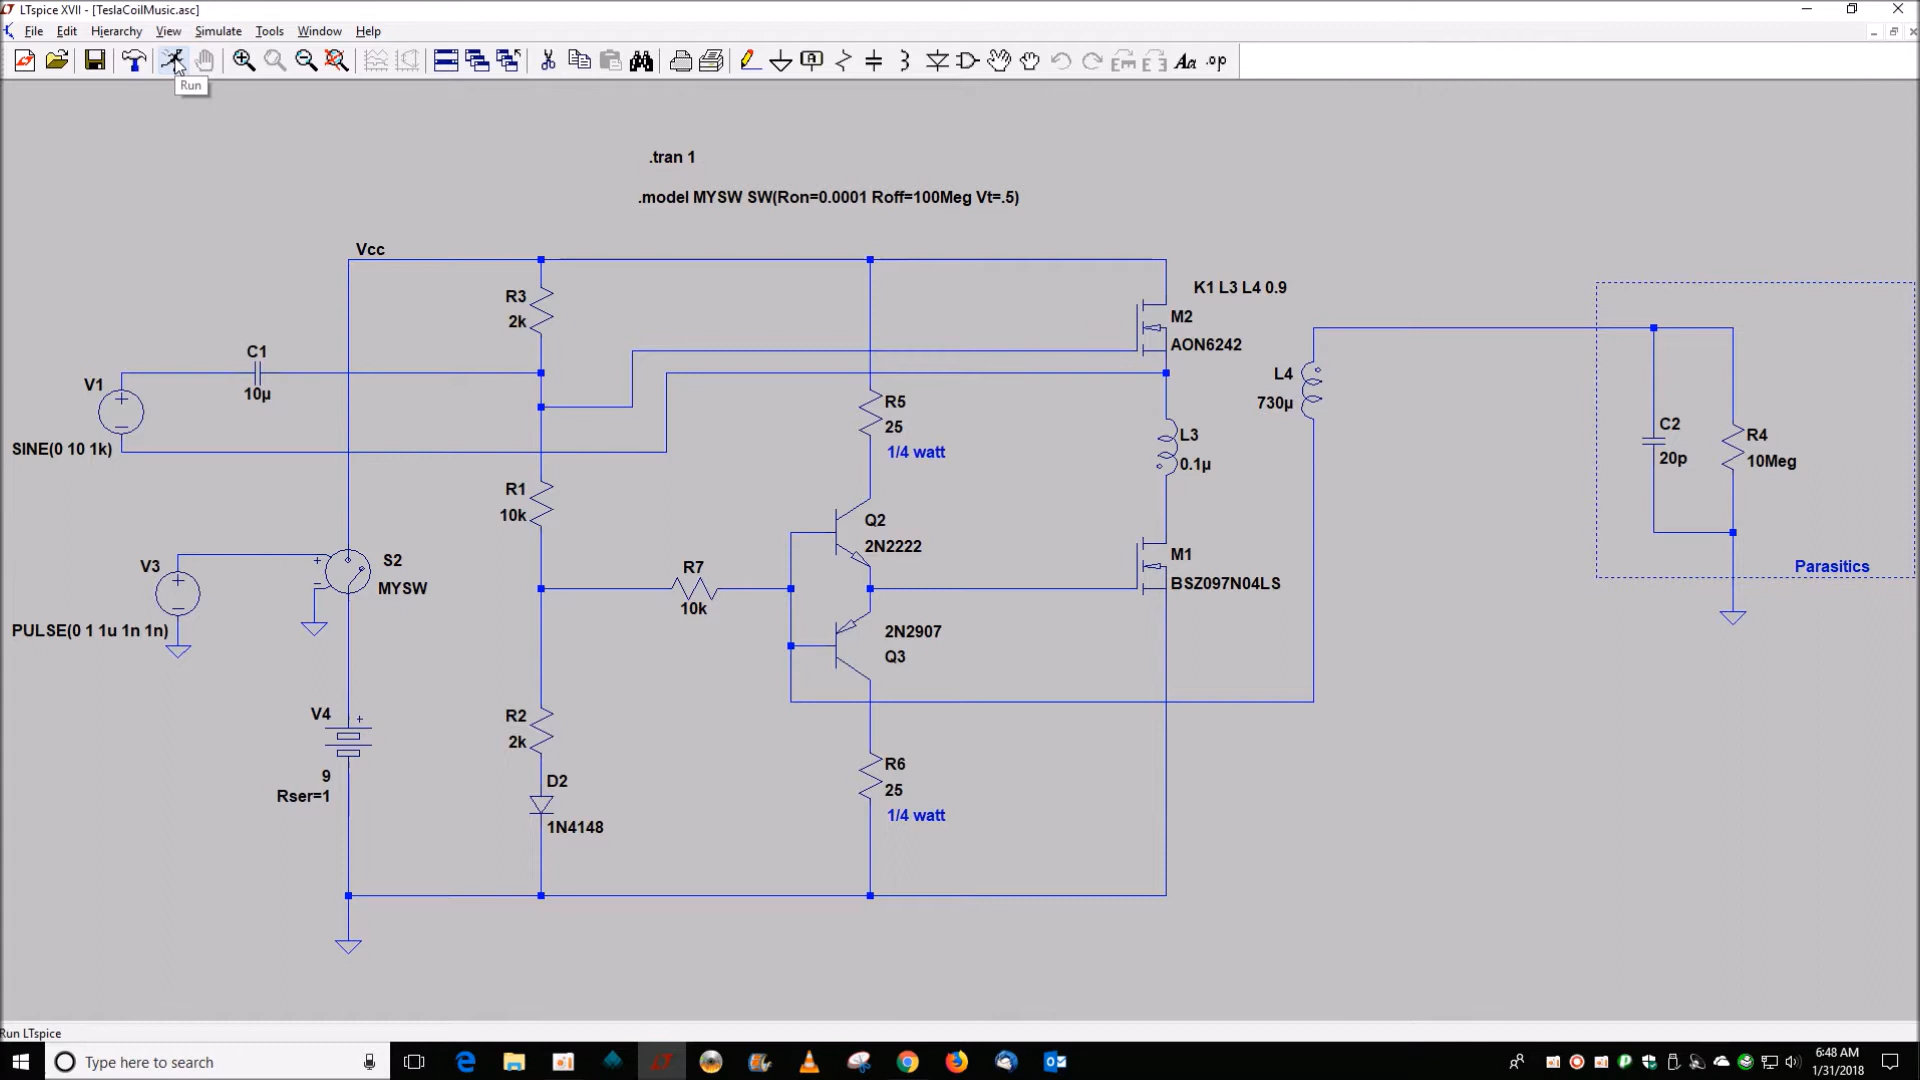 LTspice XVII - [TeslaCoilMusic.asc]
File Edit Hierarchy View Simulate Tools Window Help
Aa .op
Run
.tran 1
.model MYSW SW(Ron=0.0001 Roff=100Meg Vt=.5)
Vcc
R3
2k
K1 L3 L4 0.9
M2
AON6242
C1
10µ
V1
SINE(0 10 1k)
R5
25
1/4 watt
L4
730µ
L3
0.1µ
C2
20p
R4
10Meg
R1
10k
Q2
2N2222
V3
PULSE(0 1 1u 1n 1n)
S2
MYSW
R7
10k
M1
BSZ097N04LS
Parasitics
2N2907
Q3
V4
9
Rser=1
R2
2k
D2
1N4148
R6
25
1/4 watt
Run LTspice
Type here to search
6:48 AM
1/31/2018